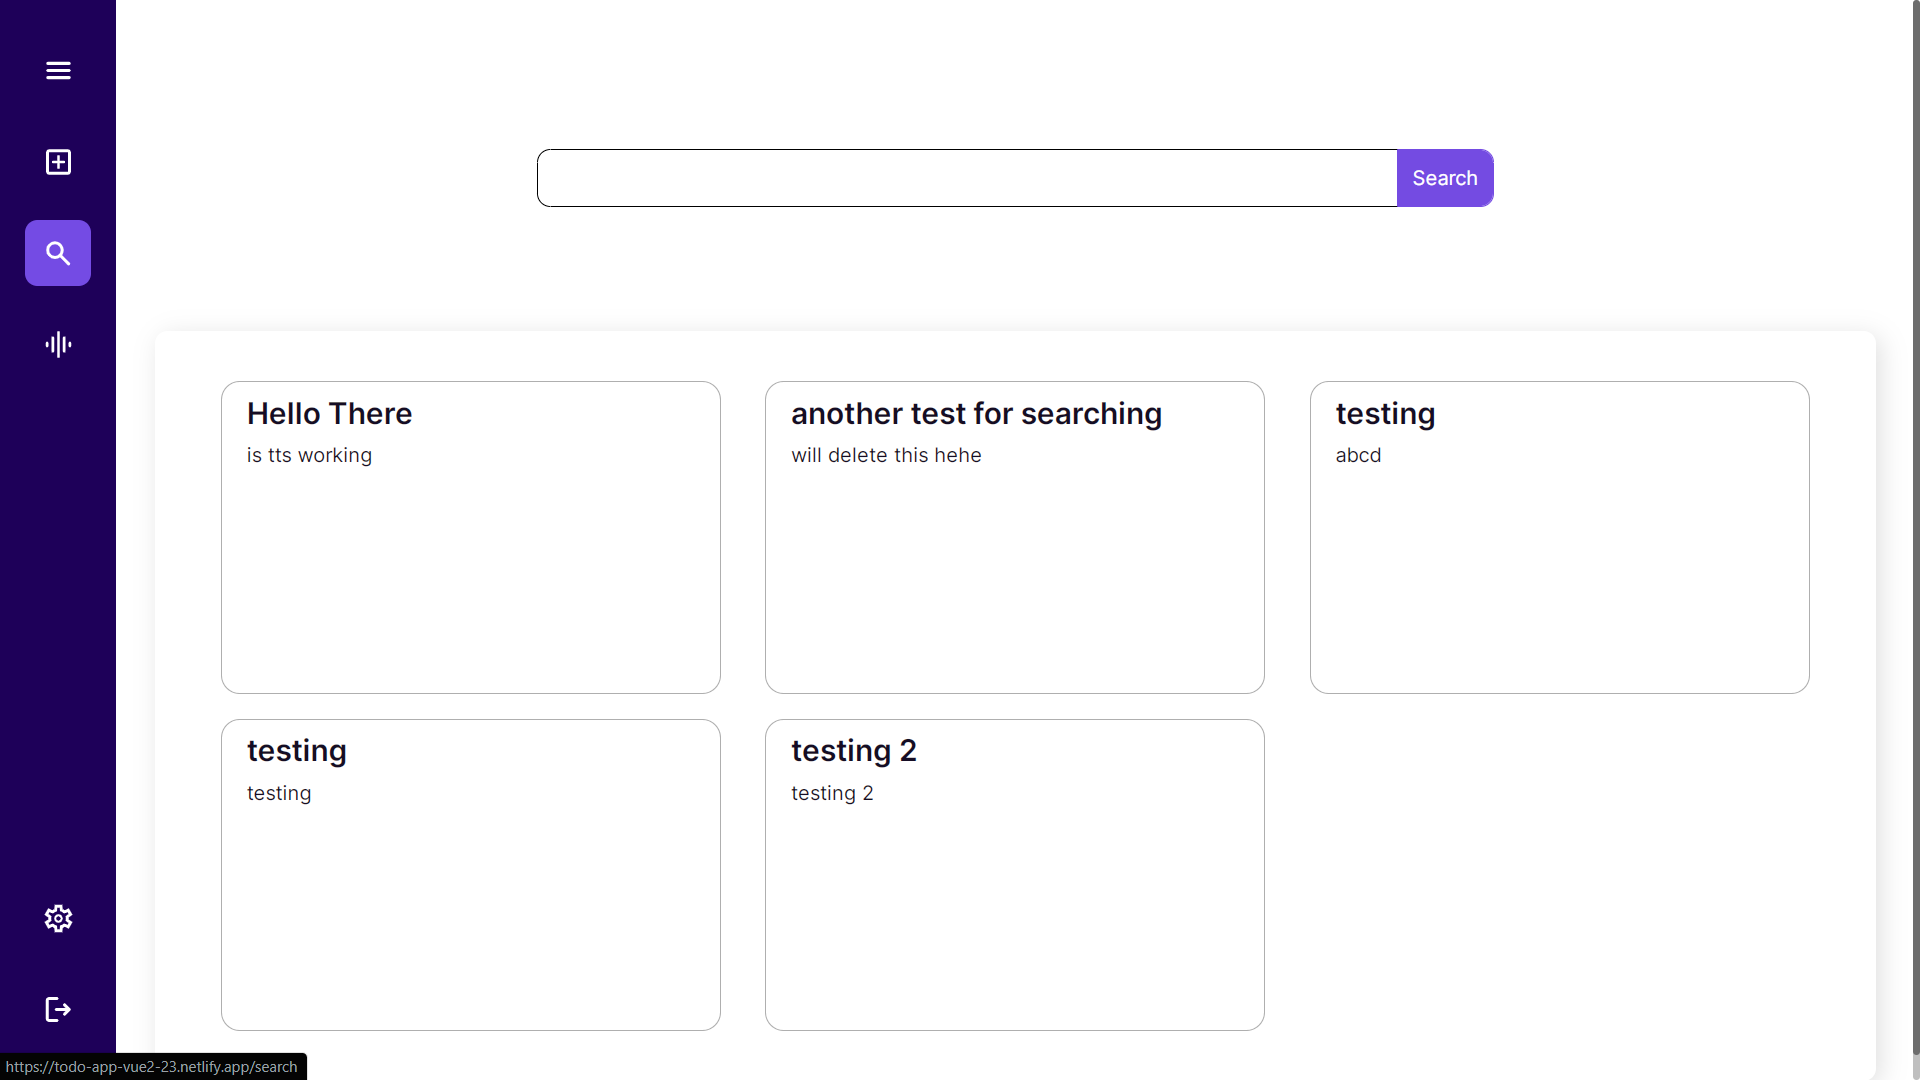 Search
Hello There
is tts working
another test for searching
will delete this hehe
testing
abcd
testing
testing
testing 2
testing 2
https://todo-app-vue2-23.netlify.app/search